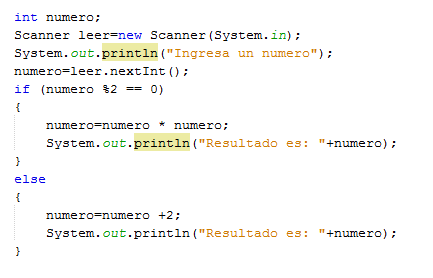 int numero;
Scanner leer=new Scanner(System.in);
System.out.println("Ingresa un numero");
numero=leer.nextInt();
if (numero %2 == 0)
{
numero=numero * numero;
System.out.println("Resultado es: "+numero);
}
else
{
numero=numero +2;
System.out.println("Resultado es: "+numero);
}